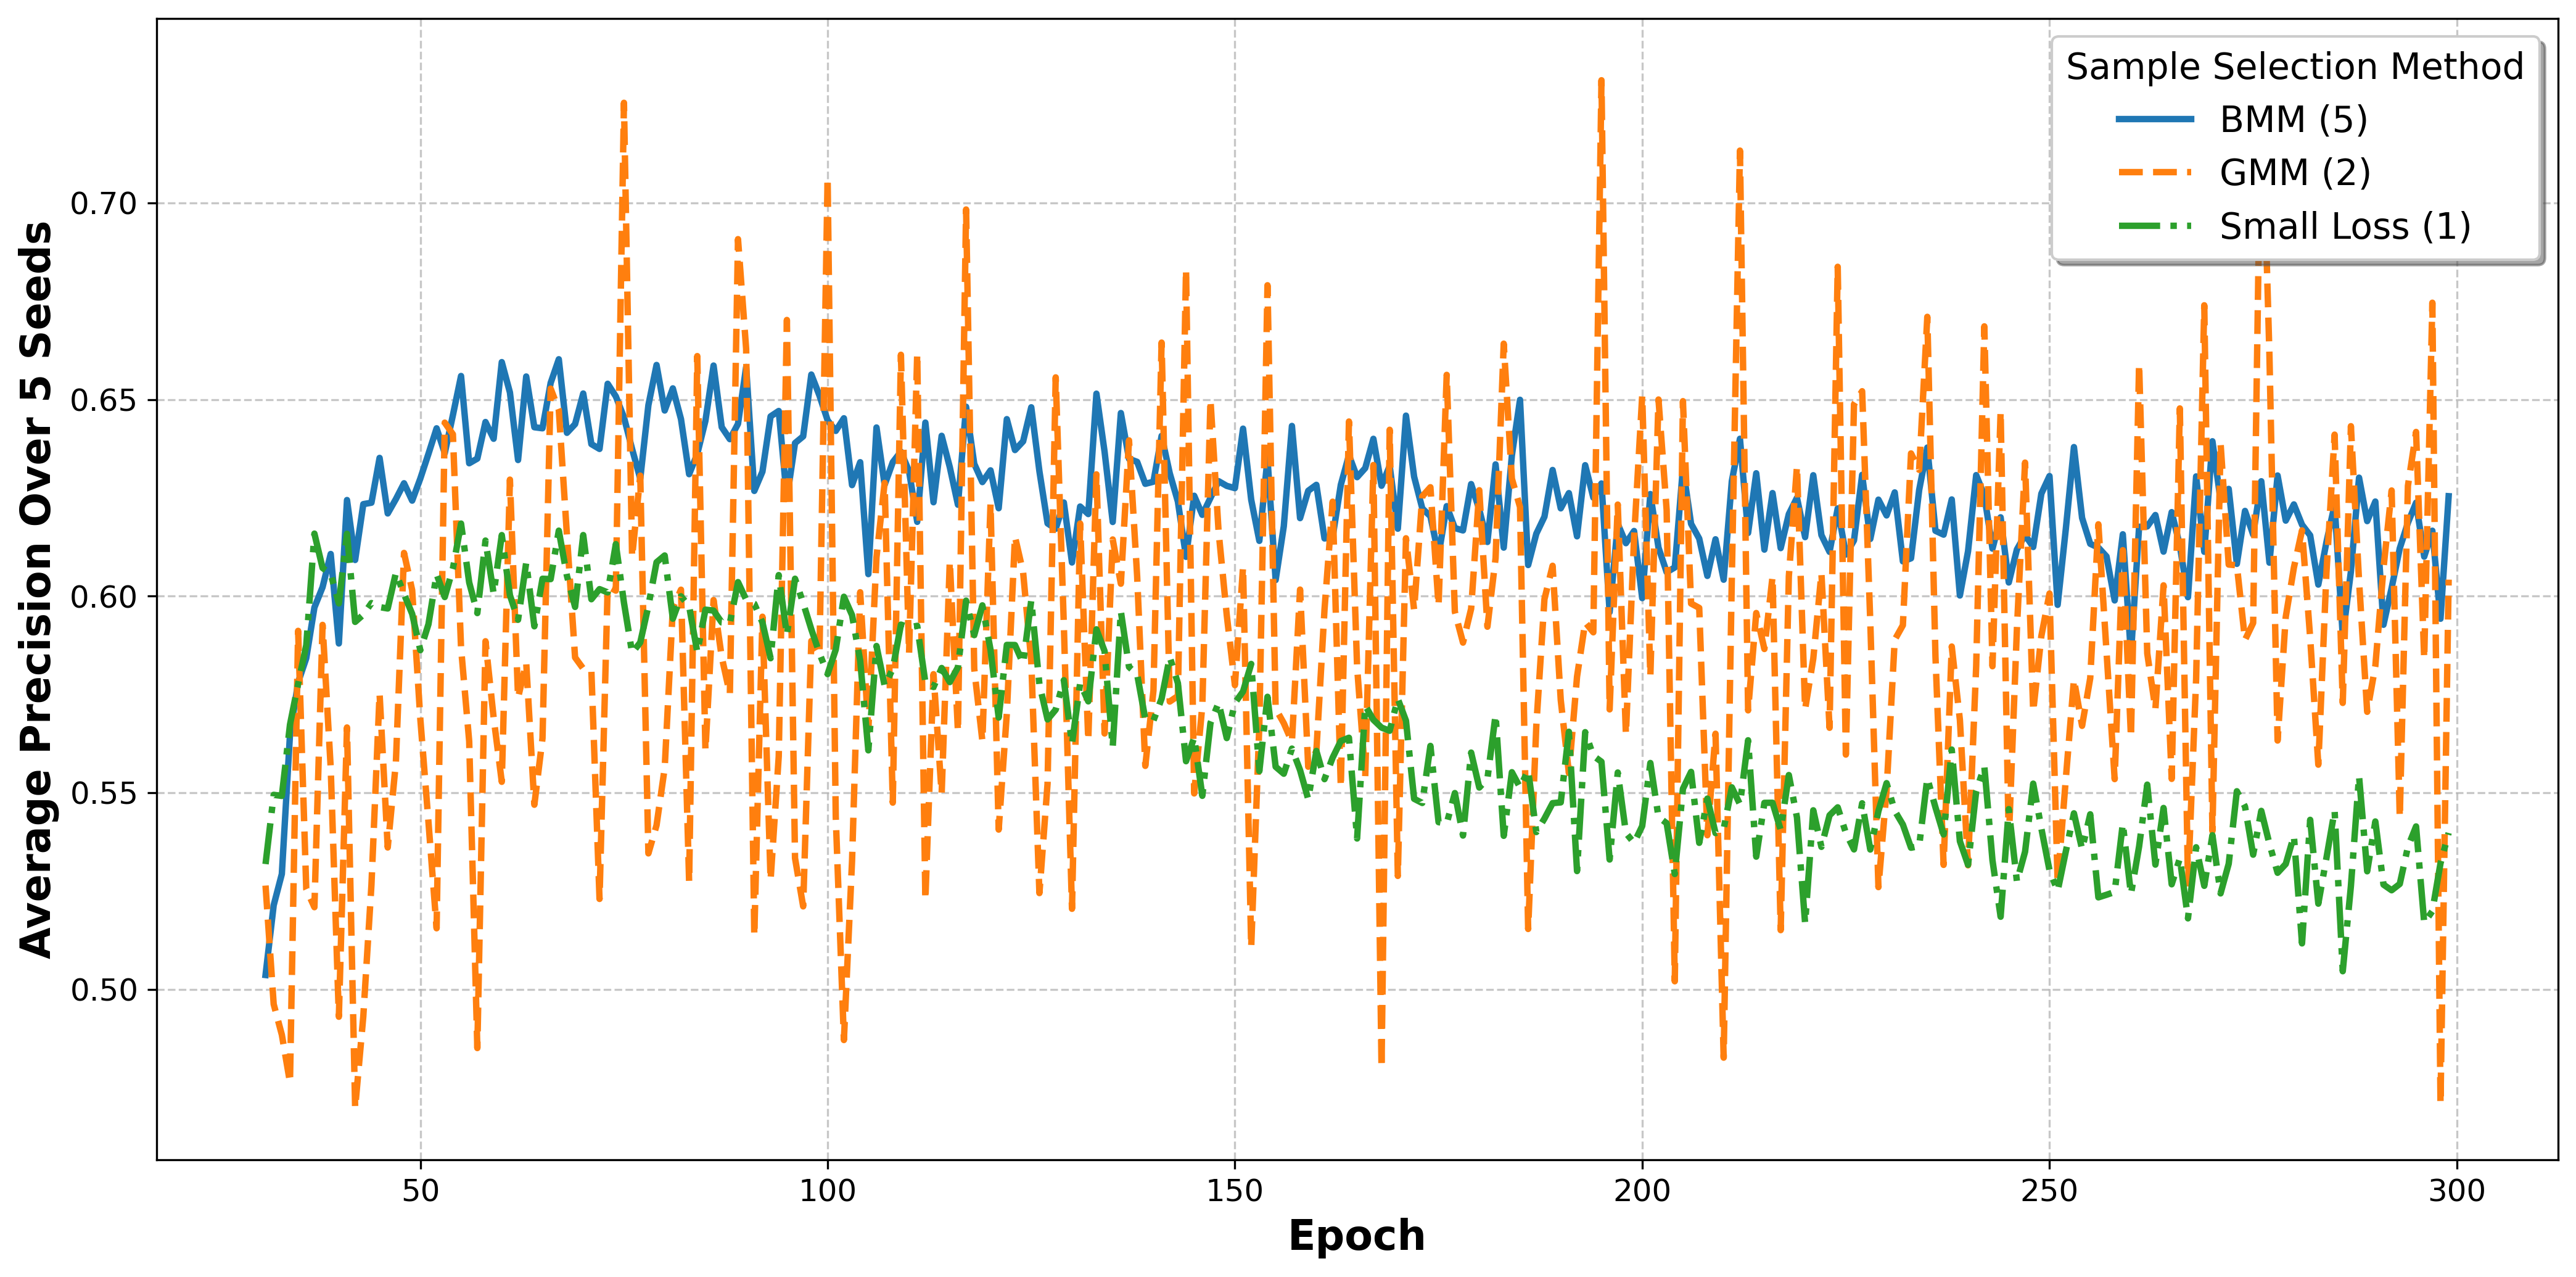 Average Precision Over 5 Seeds
0.70
0.65
0.60
0.55
0.50
Sample Selection Method
BMM (5)
GMM (2)
Small Loss (1)
50
100
150
200
250
300
Epoch